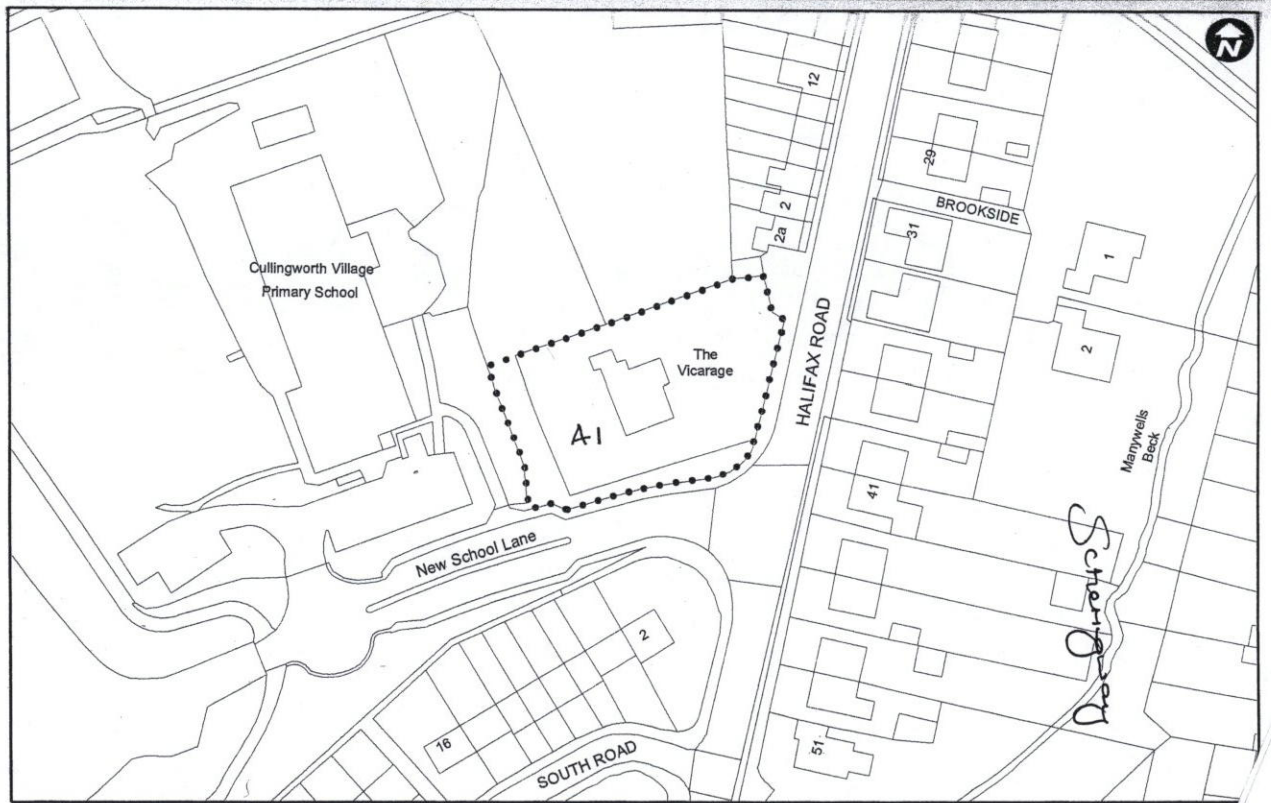 N
12
29
BROOKSIDE
2
31
2a
1
Cullingworth Village
Primary School
HALIFAX ROAD
2
The
Vicarage
A1
Manywells
Beck
41
New School Lane
2
16
51
SOUTH ROAD